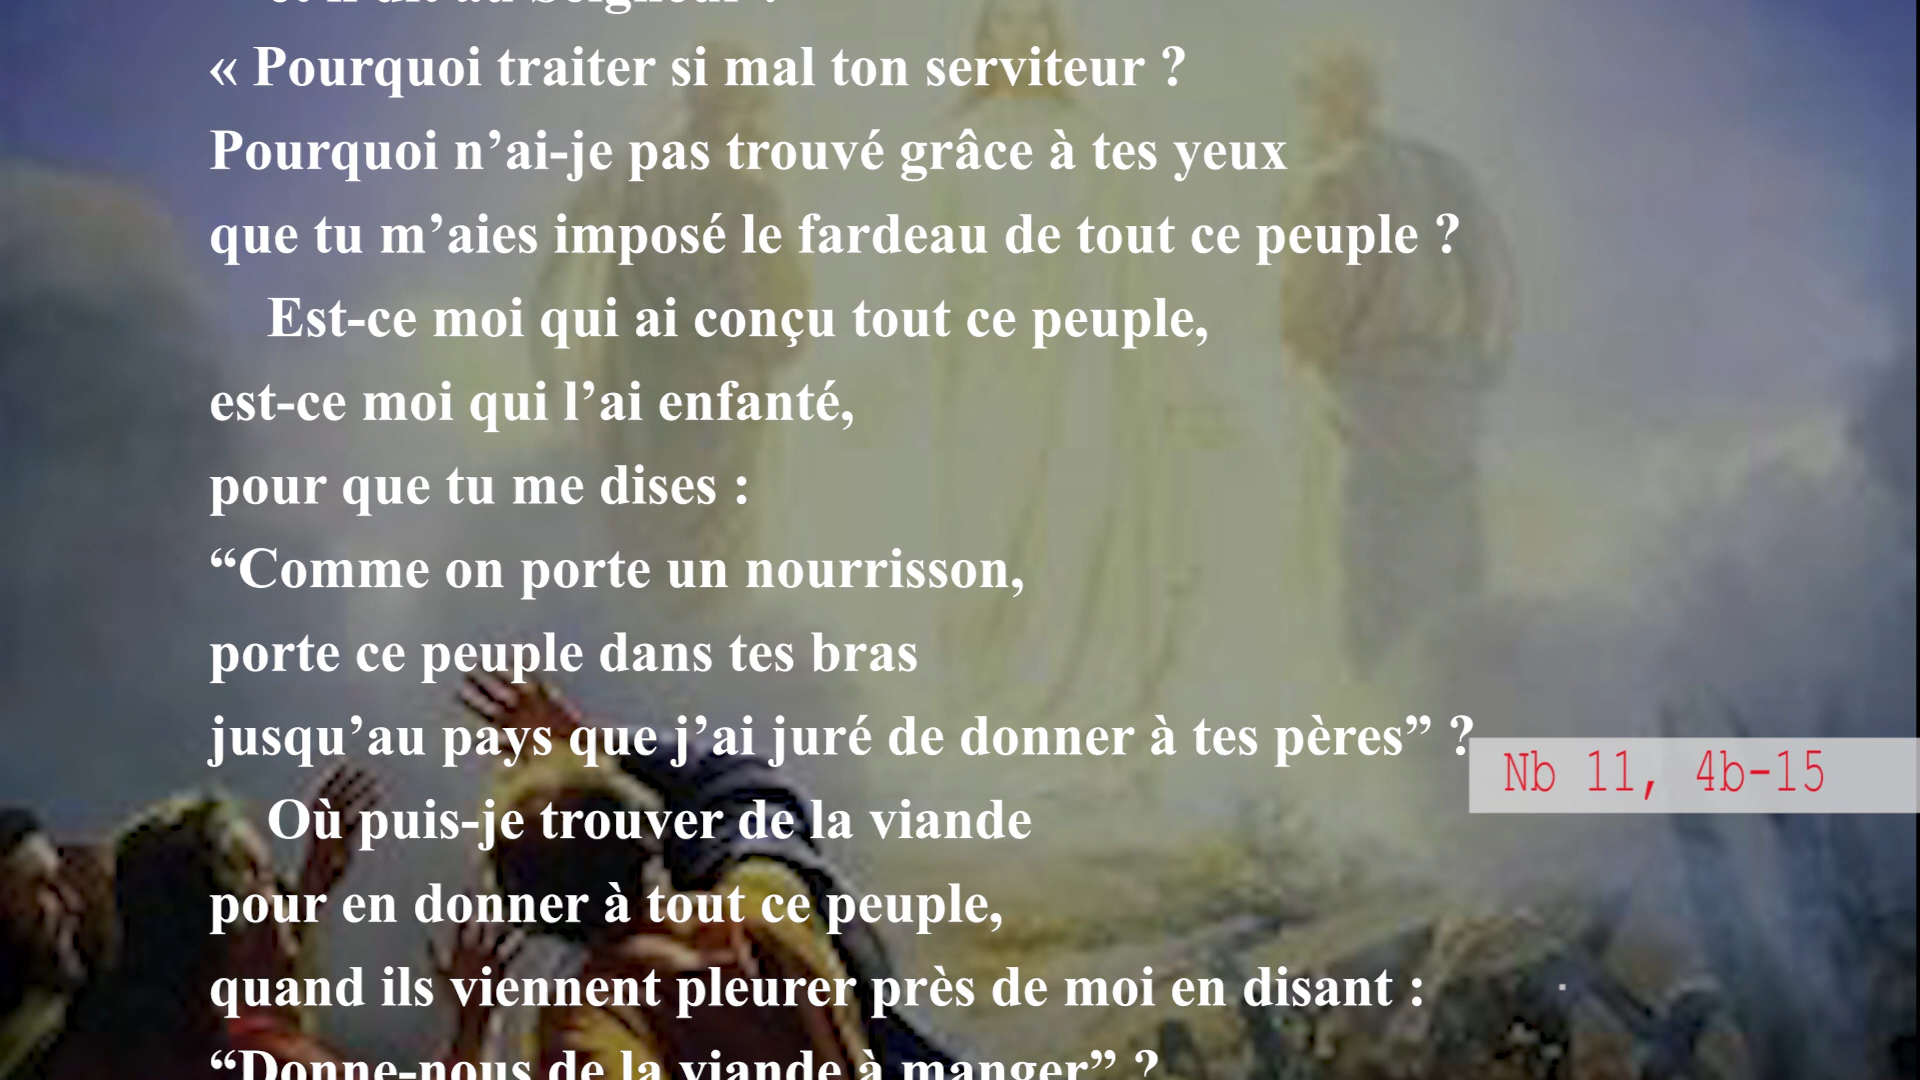 et il dit au Seigneur :
« Pourquoi traiter si mal ton serviteur ?
Pourquoi n’ai-je pas trouvé grâce à tes yeux
que tu m’aies imposé le fardeau de tout ce peuple ?
Est-ce moi qui ai conçu tout ce peuple,
est-ce moi qui l’ai enfanté,
pour que tu me dises :
“Comme on porte un nourrisson,
porte ce peuple dans tes bras
jusqu’au pays que j’ai juré de donner à tes pères” ?
Nb 11, 4b-15
Où puis-je trouver de la viande
pour en donner à tout ce peuple,
quand ils viennent pleurer près de moi en disant :
“Donne-nous de la viande à manger” ?